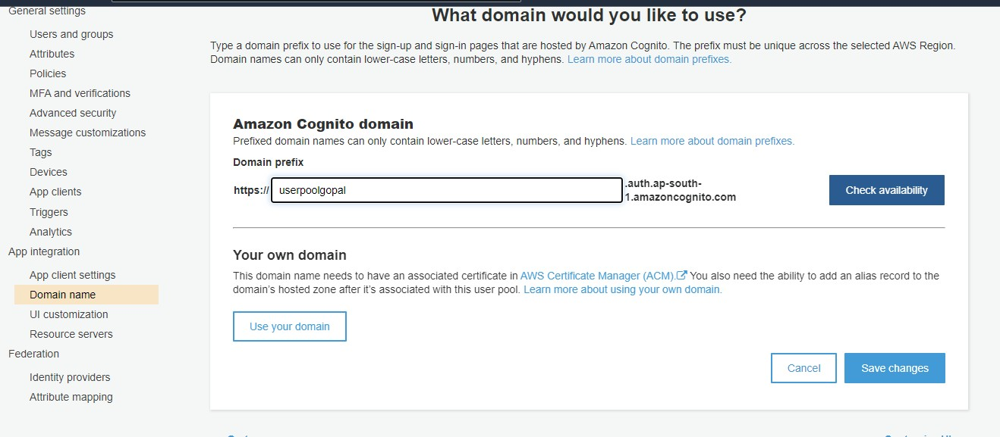 General settings
Users and groups
Attributes
Policies
MFA and verifications
Advanced security
Message customizations
Tags
Devices
App clients
Triggers
Analytics
App integration
App client settings
Domain name
UI customization
Resource servers
Federation
Identity providers
Attribute mapping
What domain would you like to use?
Type a domain prefix to use for the sign-up and sign-in pages that are hosted by Amazon Cognito. The prefix must be unique across the selected AWS Region.
Domain names can only contain lower-case letters, numbers, and hyphens. Learn more about domain prefixes.
Amazon Cognito domain
Prefixed domain names can only contain lower-case letters, numbers, and hyphens. Learn more about domain prefixes.
Domain prefix
https:// userpoolgopal .auth.ap-south-
1.amazoncognito.com
Check availability
Your own domain
This domain name needs to have an associated certificate in AWS Certificate Manager (ACM). You also need the ability to add an alias record to the
domain's hosted zone after it's associated with this user pool. Learn more about using your own domain.
Use your domain
Cancel Save changes